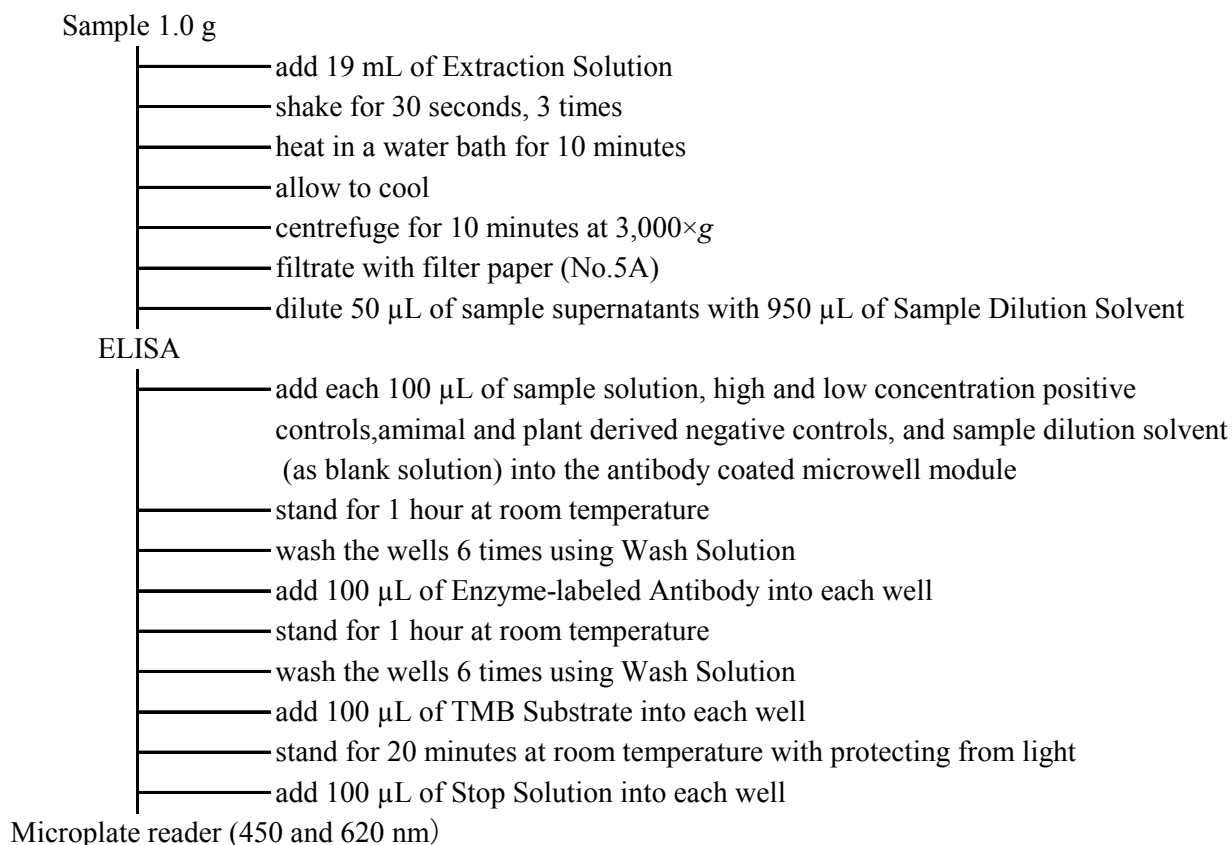 Sample 1.0 g
add 19 mL of Extraction Solution
shake for 30 seconds, 3 times
heat in a water bath for 10 minutes
allow to cool
centrefuge for 10 minutes at 3,000×g
filtrate with filter paper (No.5A)
dilute 50 µL of sample supernatants with 950 µL of Sample Dilution Solvent
ELISA
add each 100 µL of sample solution, high and low concentration positive
controls,amimal and plant derived negative controls, and sample dilution solvent
(as blank solution) into the antibody coated microwell module
stand for 1 hour at room temperature
wash the wells 6 times using Wash Solution
add 100 µL of Enzyme-labeled Antibody into each well
stand for 1 hour at room temperature
wash the wells 6 times using Wash Solution
add 100 µL of TMB Substrate into each well
stand for 20 minutes at room temperature with protecting from light
add 100 µL of Stop Solution into each well
Microplate reader (450 and 620 nm）